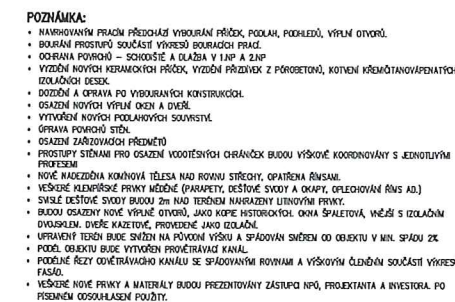 POZNÁMKA:
• NAVRHOVANÝM PRACÍM PŘEDCHÁZÍ VYBOURÁNÍ PŘÍČEK, PODLAH, PODHLEDŮ, VÝPLNÍ OTVORŮ.
• BOURÁNÍ PROSTUPŮ SOUČÁSTÍ VÝKRESŮ BOURACÍCH PRACÍ.
• OCHRANA POVRCHŮ – SCHODIŠTĚ A DLAŽBA V 1.NP A 2.NP
• VYZDĚNÍ NOVÝCH KERAMICKÝCH PŘÍČEK, VYZDĚNÍ PŘIZDÍVEK Z PÓROBETONŮ, KOTVENÍ KŘEMIČITANOVÁPENATÝCH
IZOLAČNÍCH DESEK.
• DOZDĚNÍ A OPRAVA PO VYBOURANÝCH KONSTRUKCÍCH.
• OSAZENÍ NOVÝCH VÝPLNÍ OKEN A DVEŘÍ.
• VYTVOŘENÍ NOVÝCH PODLAHOVÝCH SOUVRSTVÍ.
• ÚPRAVA POVRCHŮ STĚN.
• OSAZENÍ ZAŘIZOVACÍCH PŘEDMĚTŮ
• PROSTUPY STĚNAMI PRO OSAZENÍ VODOTĚSNÝCH CHRÁNIČEK BUDOU VÝŠKOVĚ KOORDINOVÁNY S JEDNOTLIVÝMI
PROFESEMI
• NOVĚ NADEZDĚNA KOMÍNOVÁ TĚLESA NAD ROVINU STŘECHY, OPATŘENA ŘÍMSAMI.
• VEŠKERÉ KLEMPÍŘSKÉ PRVKY MĚDĚNÉ (PARAPETY, DEŠŤOVÉ SVODY A OKAPY, OPLECHOVÁNÍ ŘÍMS AD.)
• SVISLÉ DEŠŤOVÉ SVODY BUDOU 2m NAD TERÉNEM NAHRAZENY LITINOVÝMI PRVKY.
• BUDOU OSAZENY NOVÉ VÝPLNĚ OTVORŮ, JAKO KOPIE HISTORICKÝCH. OKNA ŠPALETOVÁ, VNĚJŠÍ S IZOLAČNÍM
DVOJSKLEM. DVEŘE KAZETOVÉ, PROVEDENÉ JAKO IZOLAČNÍ.
• UPRAVENÝ TERÉN BUDE SNÍŽEN NA PŮVODNÍ VÝŠKU A SPÁDOVÁN SMĚREM OD OBJEKTU V MIN. SPÁDU 2%
• PODÉL OBJEKTU BUDE VYTVOŘEN PROVĚTRÁVACÍ KANÁL.
• PODÉLNÉ ŘEZY ODVĚTRÁVACÍHO KANÁLU SE SPÁDOVANÝMI ROVINAMI A VÝŠKOVÝM ČLENĚNÍM SOUČÁSTÍ VÝKRESŮ
FASÁD.
• VEŠKERÉ NOVÉ PRVKY A MATERIÁLY BUDOU PREZENTOVÁNY ZÁSTUPCI NPÚ, PROJEKTANTA A INVESTORA. PO
PÍSEMNÉM ODSOUHLASENÍ POUŽITY.